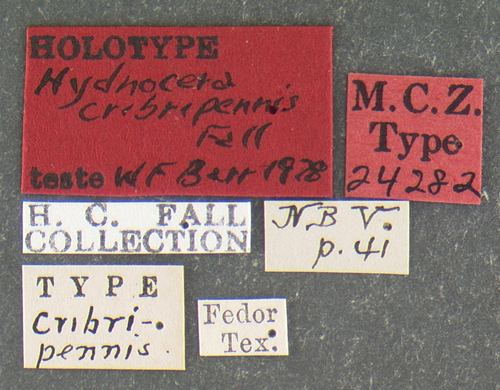 HOLOTYPE
Hydnocera
cribripennis
Fall
teste W F Barr 1978
M. C. Z.
Type
24282
H. C. FALL
COLLECTION
N B V.
p. 41
TYPE
Cribri-
pennis.
Fedor
Tex.